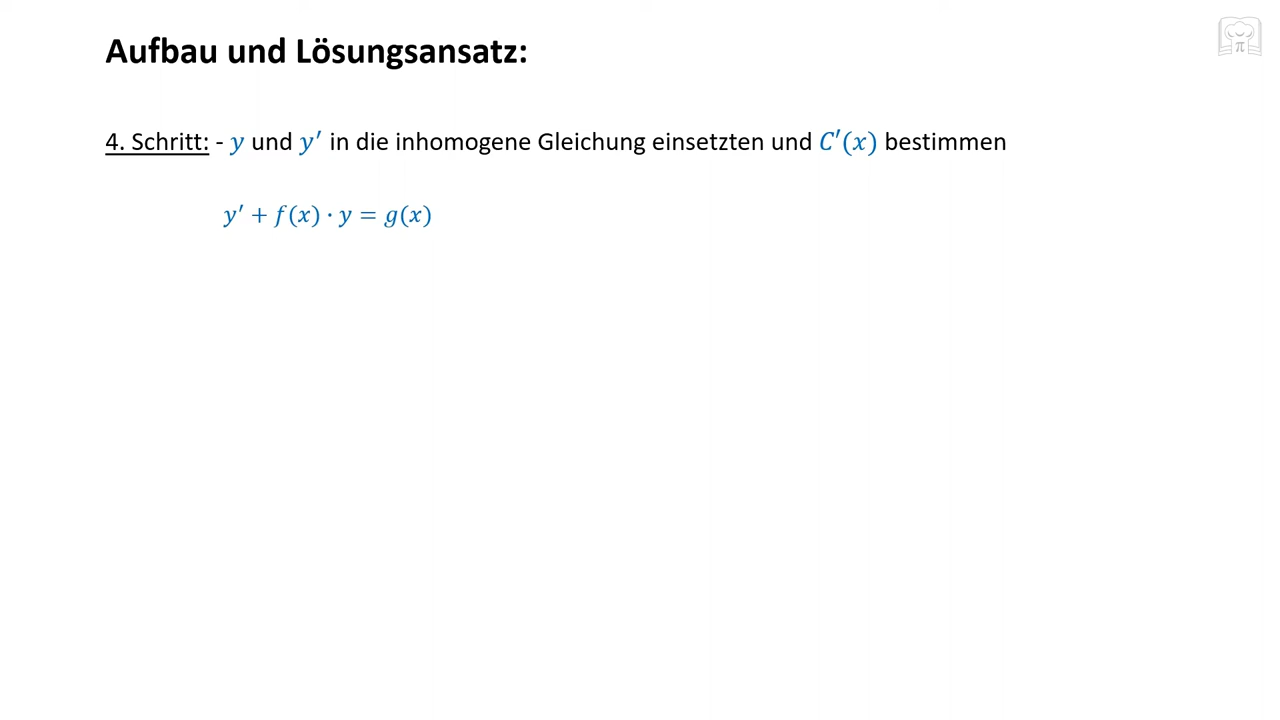 Aufbau und Lösungsansatz:
4. Schritt: - y und y′ in die inhomogene Gleichung einsetzten und C′(x) bestimmen
y′ + f(x) · y = g(x)
π